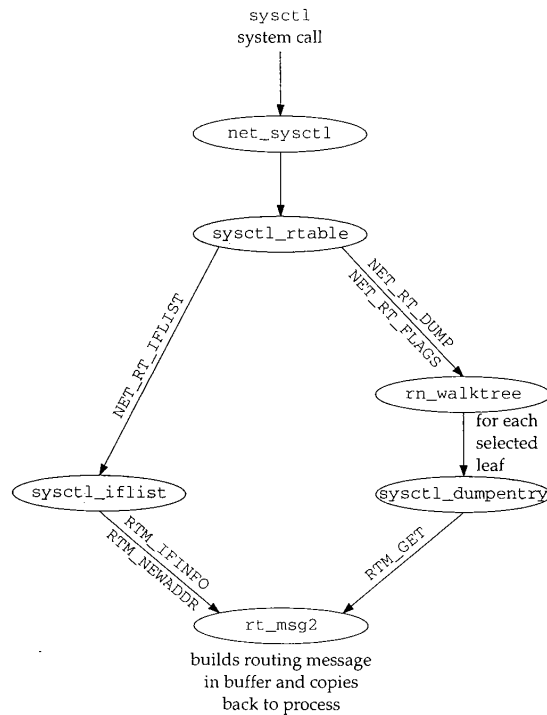 sysctl
system call
net_sysctl
sysctl_rtable
NET_RT_IFLIST
NET_RT_DUMP
NET_RT_FLAGS
rn_walktree
for each
selected
leaf
sysctl_iflist
sysctl_dumpentry
RTM_IFINFO
RTM_NEWADDR
RTM_GET
rt_msg2
builds routing message
in buffer and copies
back to process